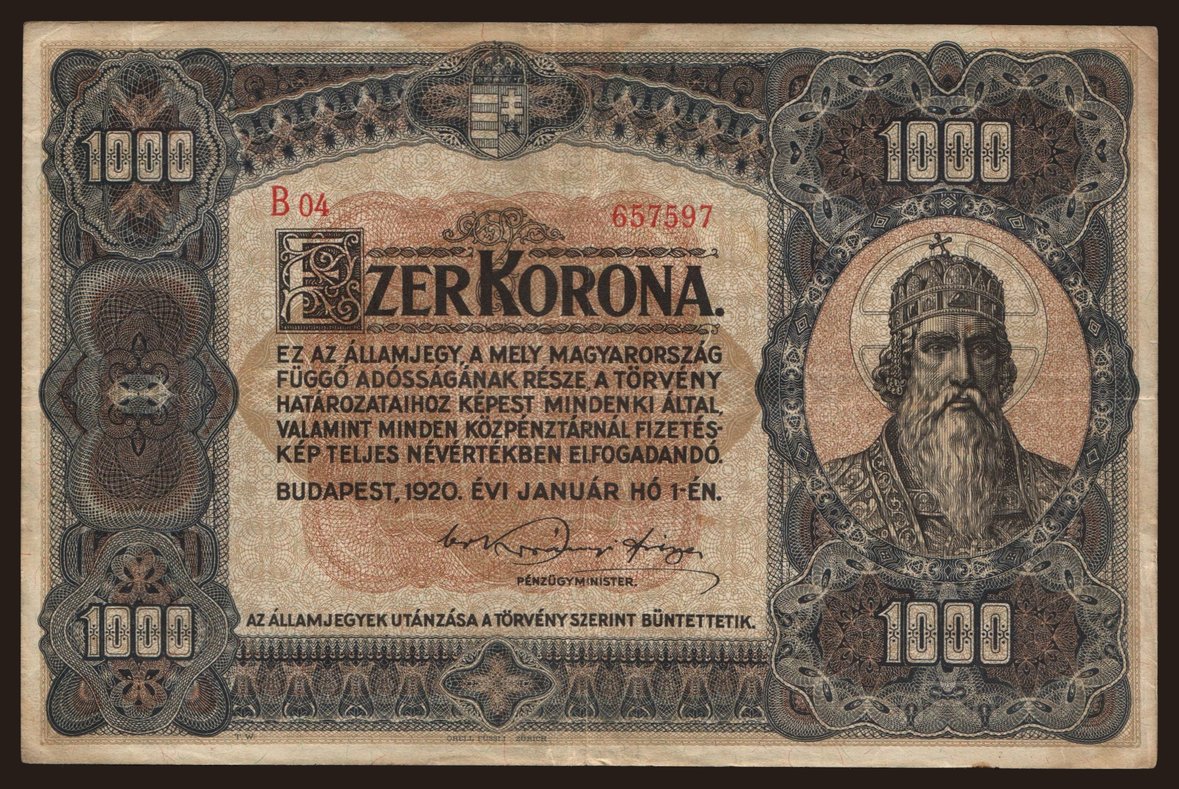 1000
1000
B 04
657597
EZER KORONA.
EZ AZ ÁLLAMJEGY, A MELY MAGYARORSZÁG
FÜGGŐ ADÓSSÁGÁNAK RÉSZE, A TÖRVÉNY
HATÁROZATAIHOZ KÉPEST MINDENKI ÁLTAL,
VALAMINT MINDEN KÖZPÉNZTÁRNÁL FIZETÉS-
KÉP TELJES NÉVÉRTÉKBEN ELFOGADANDÓ.
BUDAPEST, 1920. ÉVI JANUÁR HÓ 1-ÉN.
PÉNZÜGYMINISTER.
1000
1000
AZ ÁLLAMJEGYEK UTÁNZÁSA A TÖRVÉNY SZERINT BÜNTETTETIK.
T. W.
ORELL FÜSSLI ZÜRICH